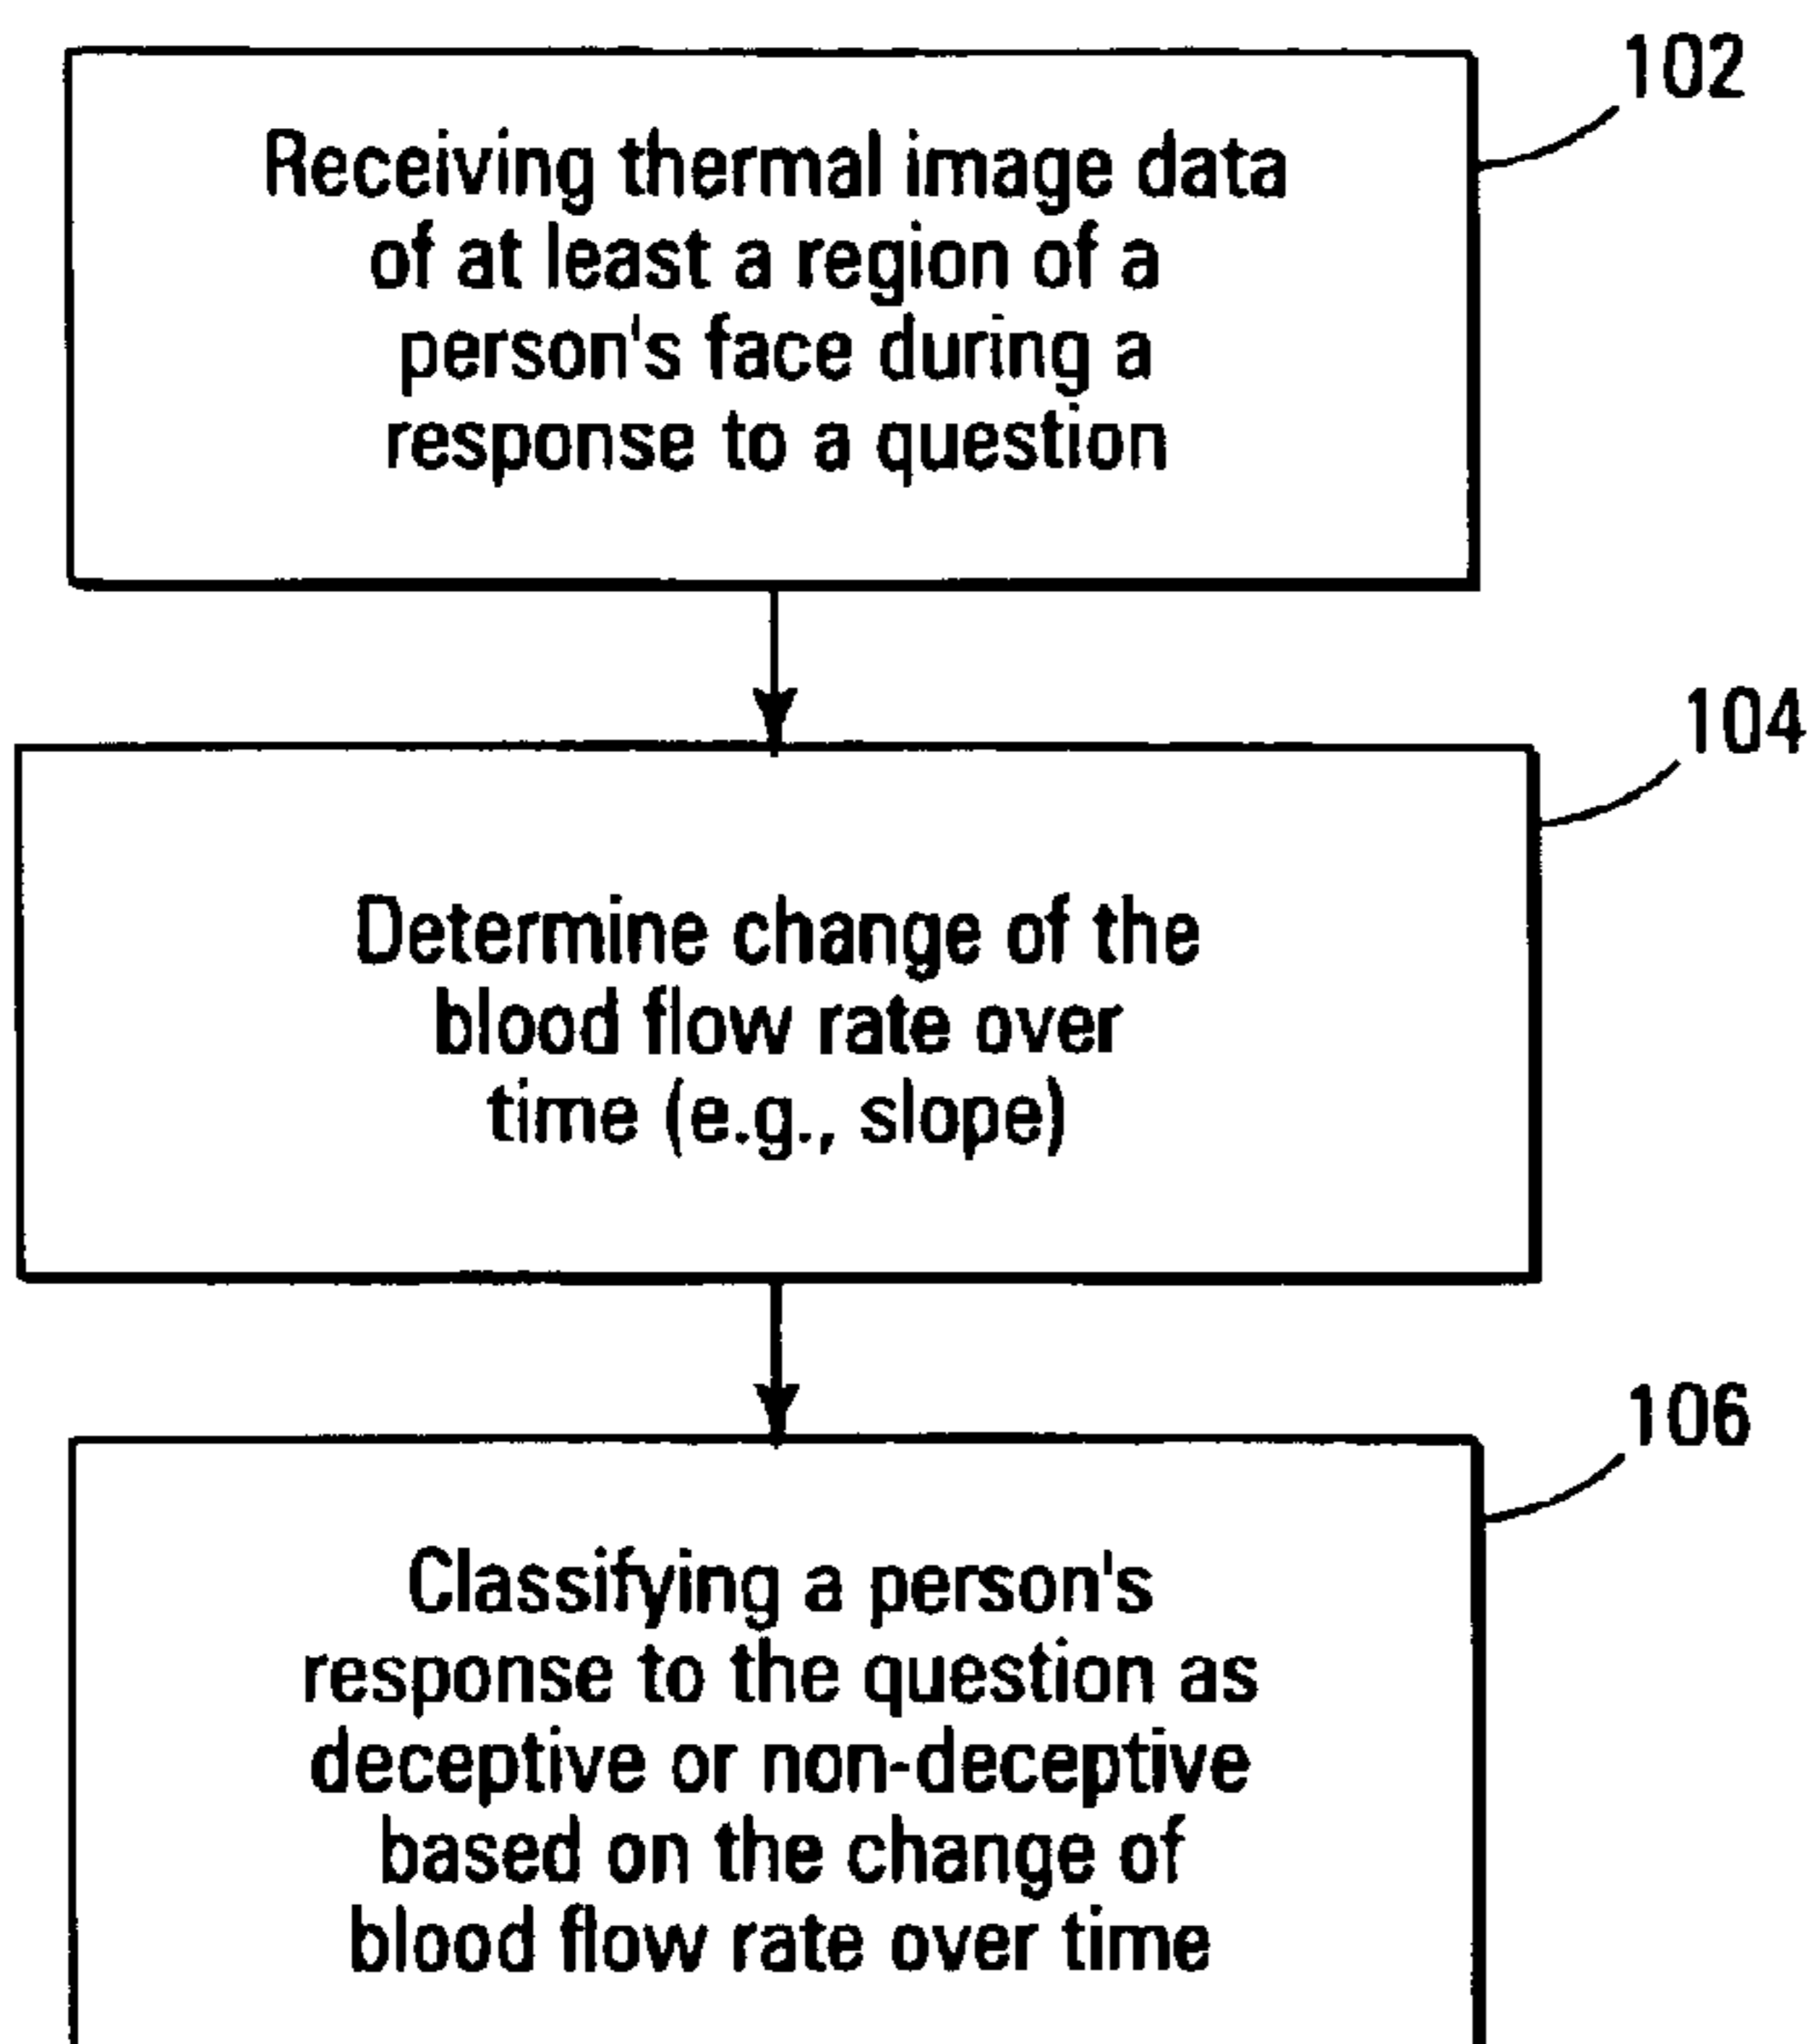 102
Receiving thermal image data
of at least a region of a
person's face during a
response to a question
104
Determine change of the
blood flow rate over
time (e.g., slope)
106
Classifying a person's
response to the question as
deceptive or non-deceptive
based on the change of
blood flow rate over time